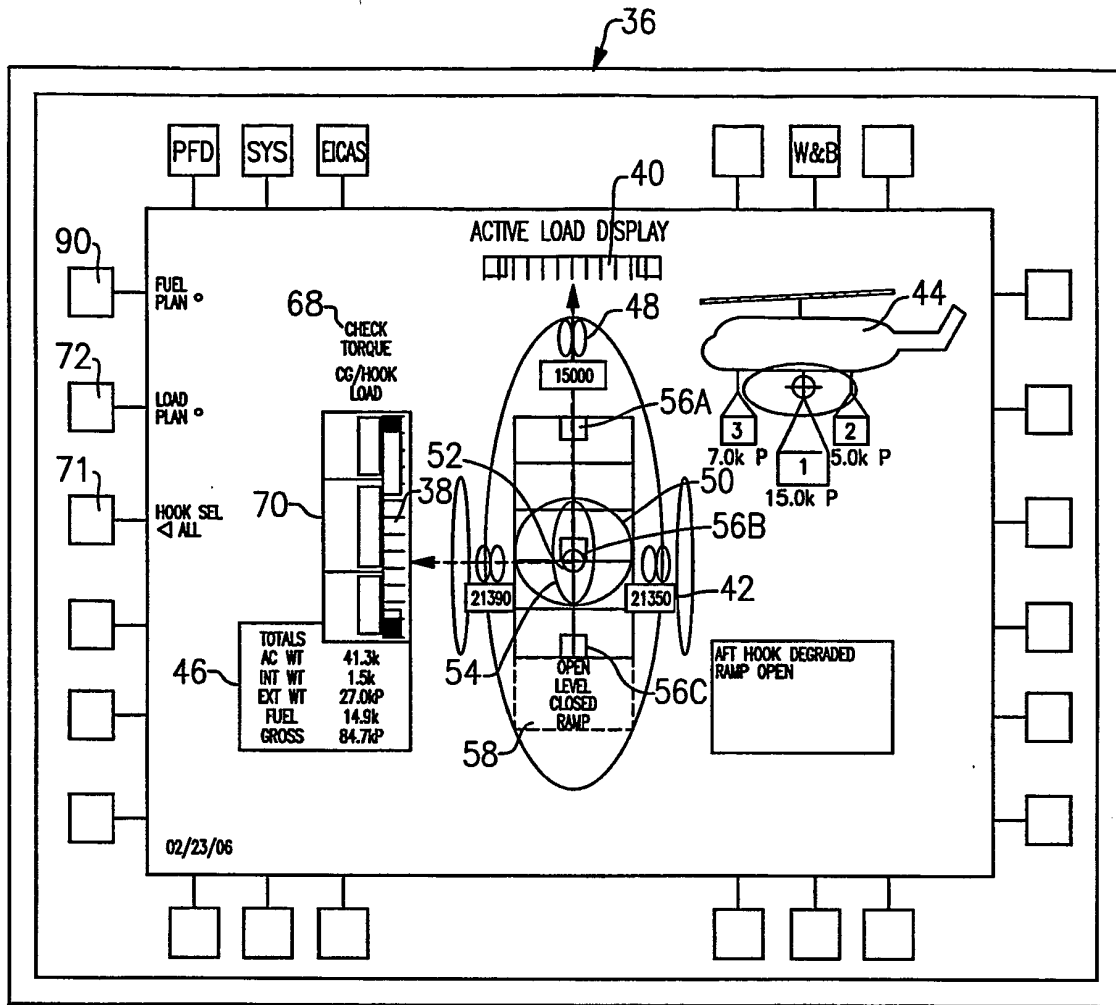 36
PFD
SYS
EICAS
W&B
40
ACTIVE LOAD DISPLAY
90
FUEL
PLAN
68
CHECK
TORQUE
CG/HOOK
LOAD
48
44
15000
72
LOAD
PLAN
56A
3
2
7.0k P
1
5.0k P
15.0k P
71
HOOK SEL
◁ ALL
70
38
52
50
56B
21390
21350
42
46
TOTALS
AC WT 41.3k
INT WT 1.5k
EXT WT 27.0kP
FUEL 14.9k
GROSS 84.7kP
54
56C
OPEN
LEVEL
CLOSED
RAMP
58
AFT HOOK DEGRADED
RAMP OPEN
02/23/06